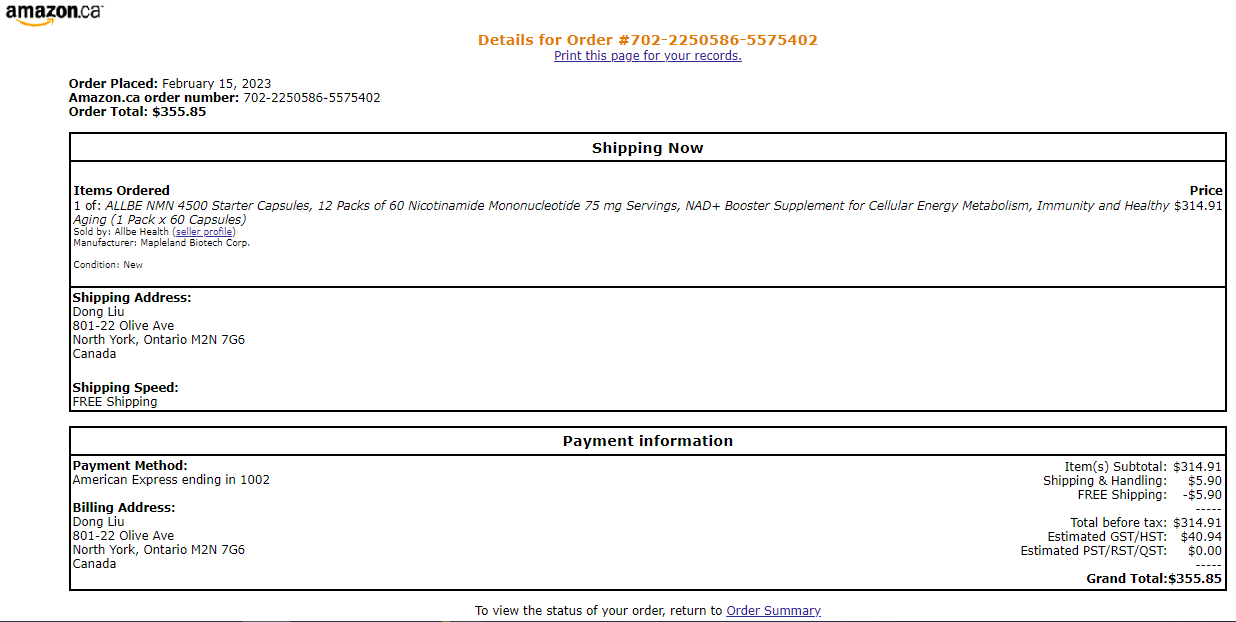 amazon.ca
Details for Order #702-2250586-5575402
Print this page for your records.
Order Placed: February 15, 2023
Amazon.ca order number: 702-2250586-5575402
Order Total: $355.85
Shipping Now
Items Ordered Price
1 of: ALLBE NMN 4500 Starter Capsules, 12 Packs of 60 Nicotinamide Mononucleotide 75 mg Servings, NAD+ Booster Supplement for Cellular Energy Metabolism, Immunity and Healthy $314.91
Aging (1 Pack x 60 Capsules)
Sold by: Allbe Health (seller profile)
Manufacturer: Mapleland Biotech Corp.
Condition: New
Shipping Address:
Dong Liu
801-22 Olive Ave
North York, Ontario M2N 7G6
Canada
Shipping Speed:
FREE Shipping
Payment information
Payment Method:
American Express ending in 1002
Billing Address:
Dong Liu
801-22 Olive Ave
North York, Ontario M2N 7G6
Canada
Item(s) Subtotal: $314.91
Shipping & Handling: $5.90
FREE Shipping: -$5.90
-----
Total before tax: $314.91
Estimated GST/HST: $40.94
Estimated PST/RST/QST: $0.00
-----
Grand Total:$355.85
To view the status of your order, return to Order Summary